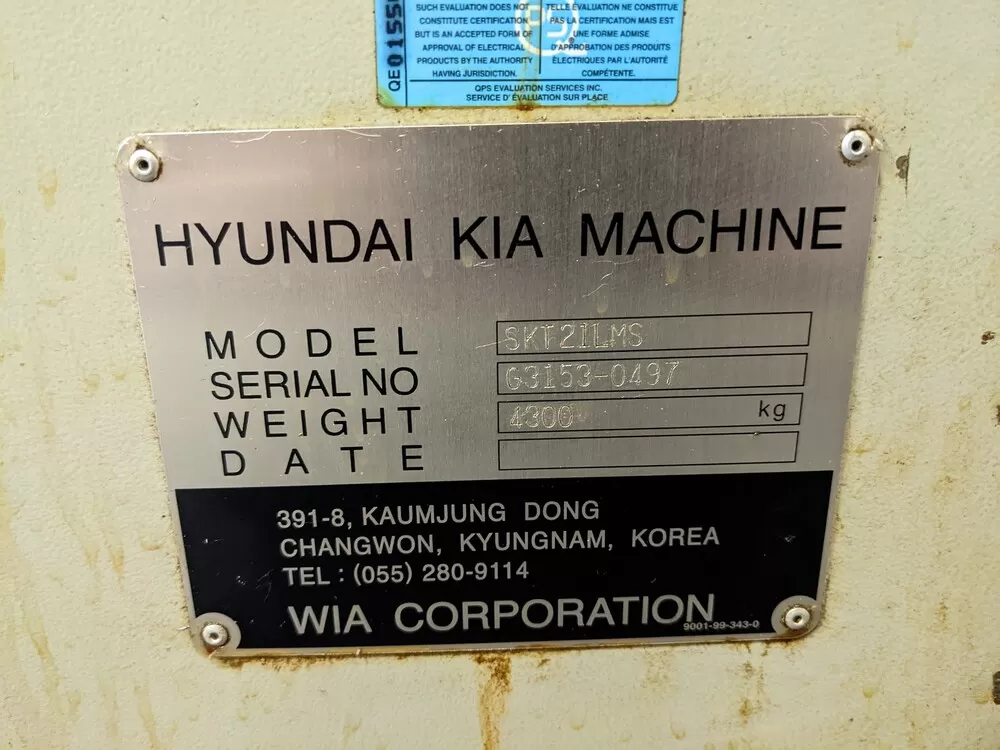 SUCH EVALUATION DOES NOT
CONSTITUTE CERTIFICATION
BUT IS AN ACCEPTED FORM OF
APPROVAL OF ELECTRICAL
PRODUCTS BY THE AUTHORITY
HAVING JURISDICTION.
TELLE ÉVALUATION NE CONSTITUE
PAS LA CERTIFICATION MAIS EST
UNE FORME ADMISE
D'APPROBATION DES PRODUITS
ÉLECTRIQUES PAR L'AUTORITÉ
COMPÉTENTE.
QPS EVALUATION SERVICES INC.
SERVICE D'ÉVALUATION SUR PLACE
HYUNDAI KIA MACHINE
MODEL SKT21LMS
SERIAL NO G3153-0497
WEIGHT 4300 kg
DATE
391-8, KAUMJUNG DONG
CHANGWON, KYUNGNAM, KOREA
TEL : (055) 280-9114
WIA CORPORATION
9001-99-343-0